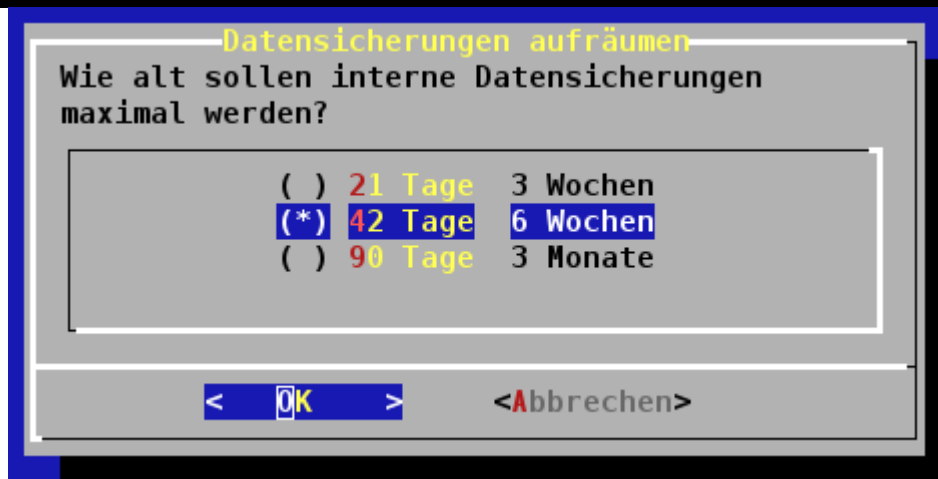 Datensicherungen aufräumen
Wie alt sollen interne Datensicherungen
maximal werden?
( ) 21 Tage 3 Wochen
(*) 42 Tage 6 Wochen
( ) 90 Tage 3 Monate
< OK > <Abbrechen>